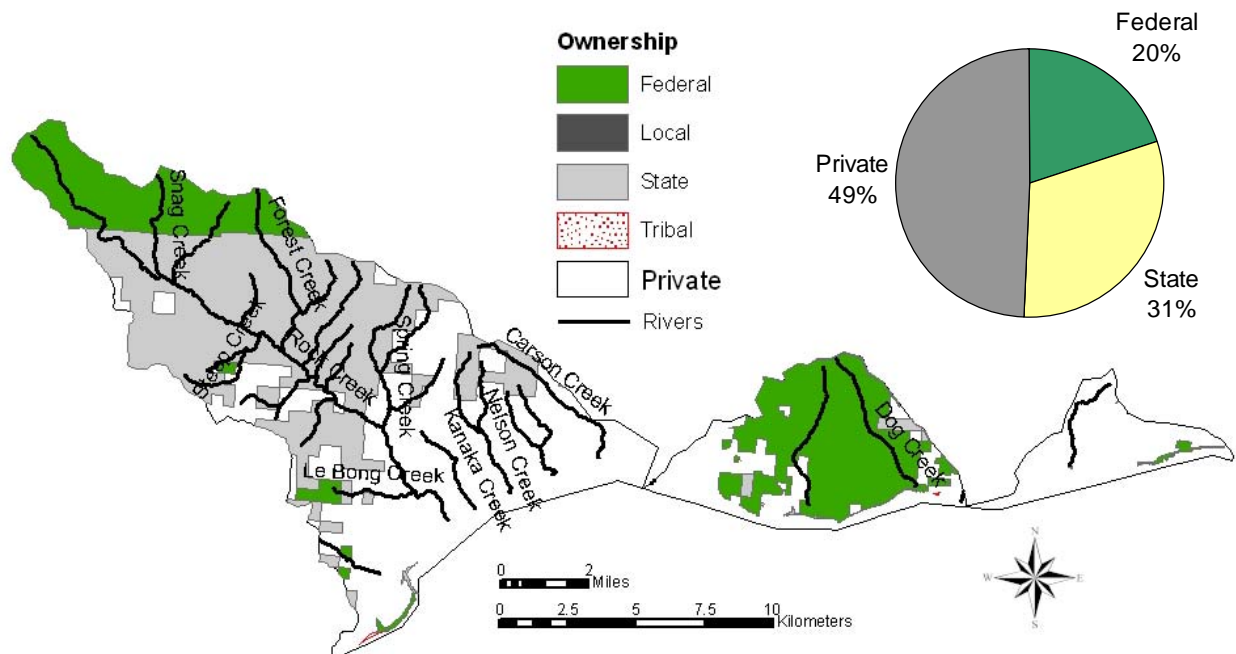 Ownership
Federal
Local
State
Tribal
Private
Rivers
Federal
20%
Private
49%
State
31%
Snag Creek
Forest Creek
Rock Creek
Spring Creek
Carson Creek
Nelson Creek
Kanaka Creek
Le Bong Creek
Dog Creek
0 2
Miles
0 2.5 5 7.5 10
Kilometers
N
W E
S